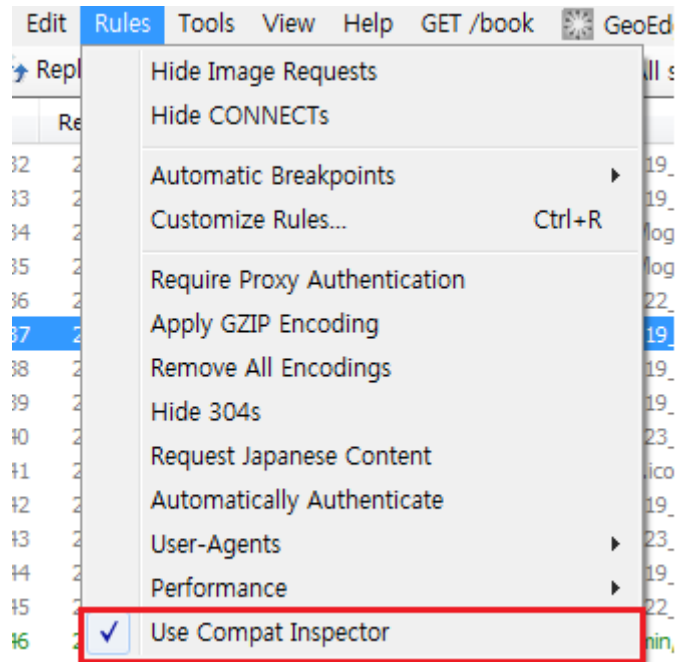 Edit Rules Tools View Help GET /book
Hide Image Requests
Hide CONNECTs
Automatic Breakpoints
Customize Rules... Ctrl+R
Require Proxy Authentication
Apply GZIP Encoding
Remove All Encodings
Hide 304s
Request Japanese Content
Automatically Authenticate
User-Agents
Performance
Use Compat Inspector